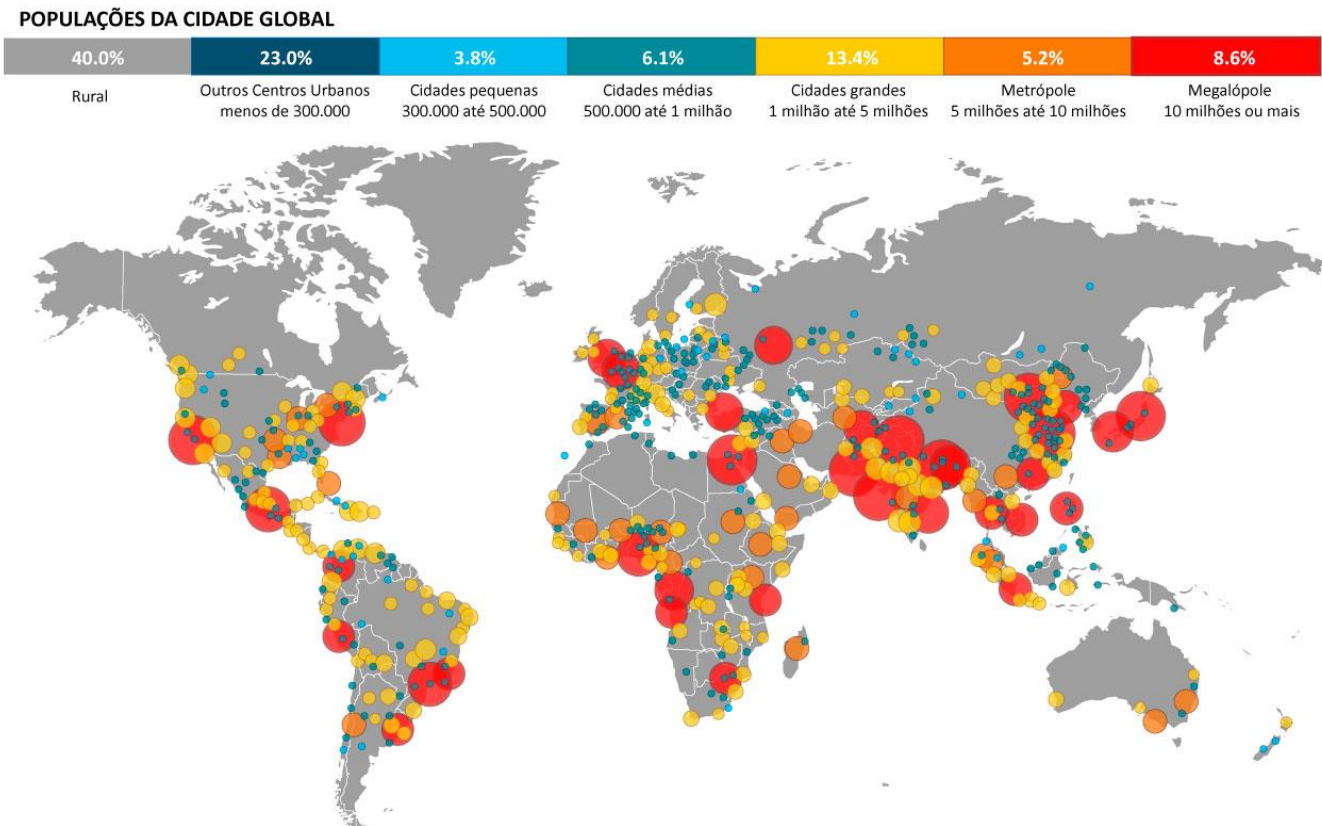 POPULAÇÕES DA CIDADE GLOBAL
40.0%
23.0%
3.8%
6.1%
13.4%
5.2%
8.6%
Rural
Outros Centros Urbanos
menos de 300.000
Cidades pequenas
300.000 até 500.000
Cidades médias
500.000 até 1 milhão
Cidades grandes
1 milhão até 5 milhões
Metrópole
5 milhões até 10 milhões
Megalópole
10 milhões ou mais